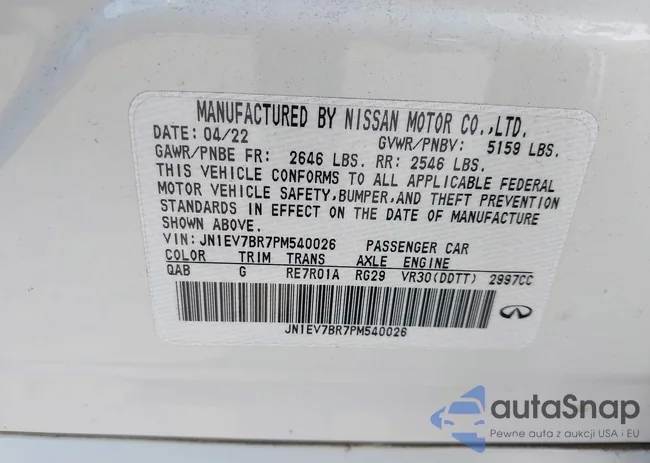 MANUFACTURED BY NISSAN MOTOR CO.,LTD.
DATE: 04/22 GVWR/PNBV: 5159 LBS.
GAWR/PNBE FR: 2646 LBS. RR: 2546 LBS.
THIS VEHICLE CONFORMS TO ALL APPLICABLE FEDERAL
MOTOR VEHICLE SAFETY,BUMPER,AND THEFT PREVENTION
STANDARDS IN EFFECT ON THE DATE OF MANUFACTURE
SHOWN ABOVE.
VIN: JN1EV7BR7PM540026 PASSENGER CAR
COLOR TRIM TRANS AXLE ENGINE
QAB G RE7R01A RG29 VR30(DDTT) 2997CC
JN1EV7BR7PM540026
autoSnap
Pewne auta z aukcji USA i EU